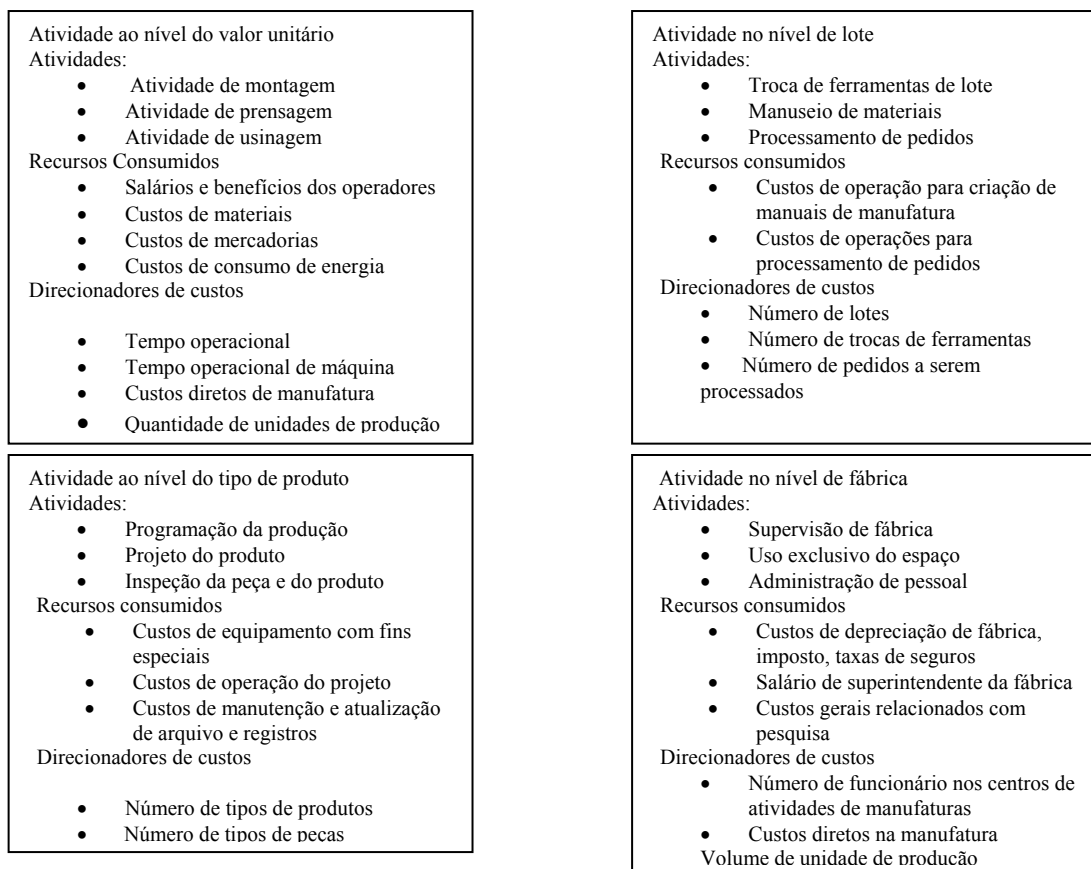 Atividade ao nível do valor unitário
Atividades:
• Atividade de montagem
• Atividade de prensagem
• Atividade de usinagem
Recursos Consumidos
• Salários e benefícios dos operadores
• Custos de materiais
• Custos de mercadorias
• Custos de consumo de energia
Direcionadores de custos
• Tempo operacional
• Tempo operacional de máquina
• Custos diretos de manufatura
• Quantidade de unidades de produção
Atividade no nível de lote
Atividades:
• Troca de ferramentas de lote
• Manuseio de materiais
• Processamento de pedidos
Recursos consumidos
• Custos de operação para criação de
manuais de manufatura
• Custos de operações para
processamento de pedidos
Direcionadores de custos
• Número de lotes
• Número de trocas de ferramentas
• Número de pedidos a serem
processados
Atividade ao nível do tipo de produto
Atividades:
• Programação da produção
• Projeto do produto
• Inspeção da peça e do produto
Recursos consumidos
• Custos de equipamento com fins
especiais
• Custos de operação do projeto
• Custos de manutenção e atualização
de arquivo e registros
Direcionadores de custos
• Número de tipos de produtos
• Número de tipos de peças
Atividade no nível de fábrica
Atividades:
• Supervisão de fábrica
• Uso exclusivo do espaço
• Administração de pessoal
Recursos consumidos
• Custos de depreciação de fábrica,
imposto, taxas de seguros
• Salário de superintendente da fábrica
• Custos gerais relacionados com
pesquisa
Direcionadores de custos
• Número de funcionário nos centros de
atividades de manufaturas
• Custos diretos na manufatura
Volume de unidade de produção